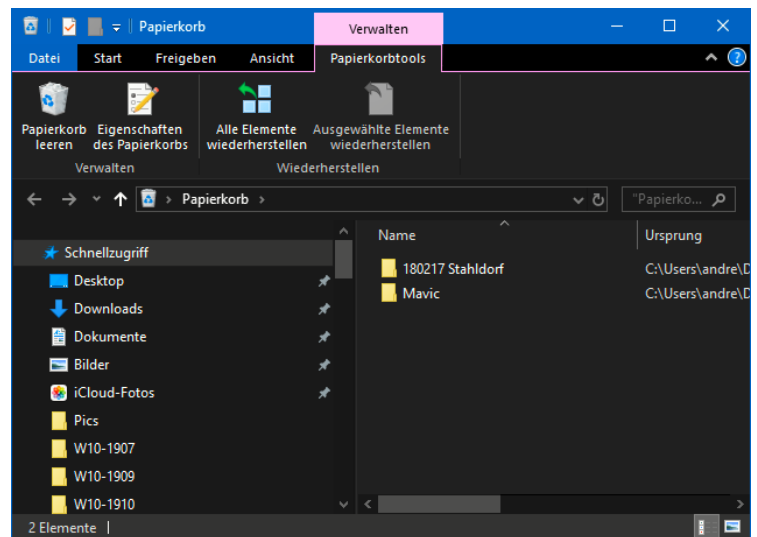 Papierkorb
Verwalten
Datei Start Freigeben Ansicht Papierkorbtools
Papierkorb leeren
Eigenschaften des Papierkorbs
Alle Elemente wiederherstellen
Ausgewählte Elemente wiederherstellen
Verwalten
Wiederherstellen
Papierkorb
"Papierko...
Schnellzugriff
Desktop
Downloads
Dokumente
Bilder
iCloud-Fotos
Pics
W10-1907
W10-1909
W10-1910
Name Ursprung
180217 Stahldorf C:\Users\andre\D
Mavic C:\Users\andre\D
2 Elemente